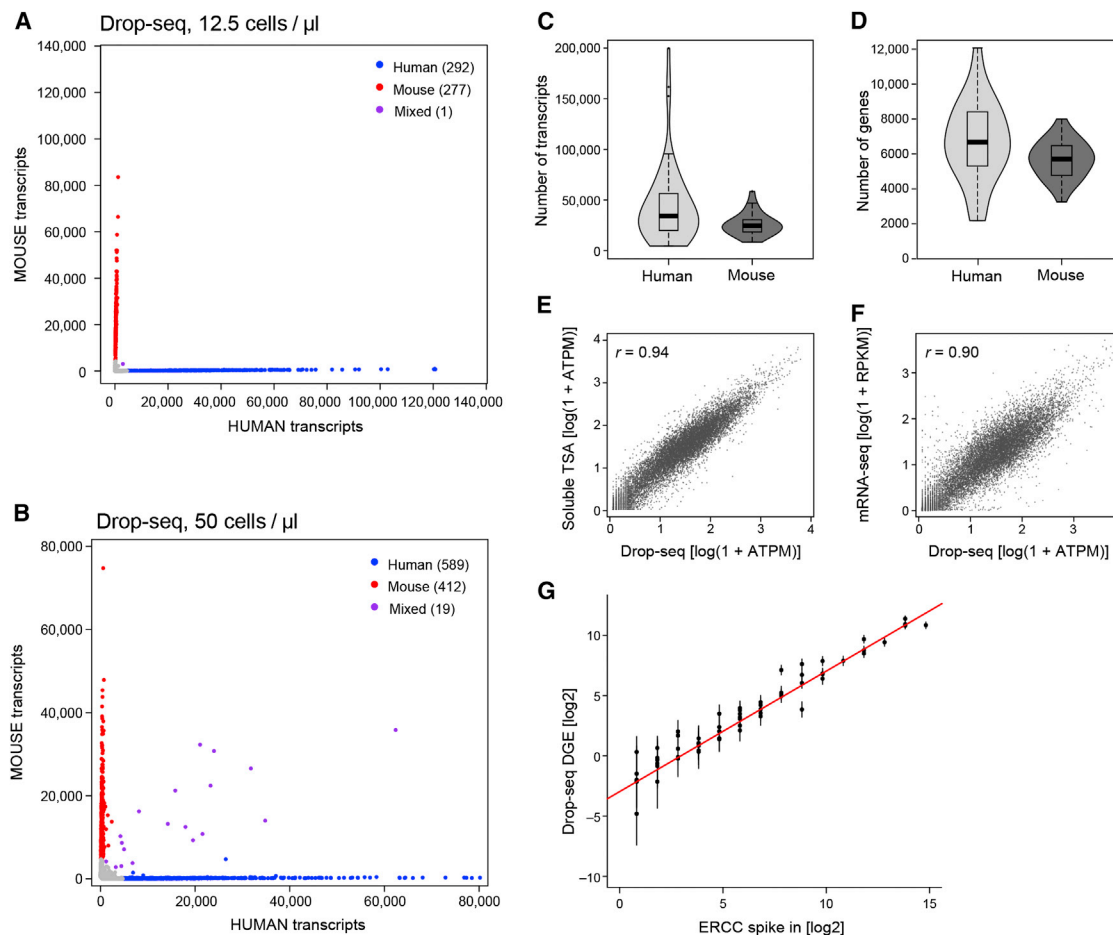 A
Drop-seq, 12.5 cells / µl
140,000
120,000
100,000
80,000
60,000
40,000
20,000
0
MOUSE transcripts
Human (292)
Mouse (277)
Mixed (1)
0
20,000
40,000
60,000
80,000
100,000
120,000
140,000
HUMAN transcripts
B
Drop-seq, 50 cells / µl
80,000
60,000
40,000
20,000
0
MOUSE transcripts
Human (589)
Mouse (412)
Mixed (19)
0
20,000
40,000
60,000
80,000
HUMAN transcripts
C
200,000
150,000
100,000
50,000
0
Number of transcripts
Human
Mouse
D
12,000
10,000
8000
6000
4000
2000
0
Number of genes
Human
Mouse
E
4
3
2
1
0
Soluble TSA [log(1 + ATPM)]
r = 0.94
0
1
2
3
4
Drop-seq [log(1 + ATPM)]
F
3
2
1
0
mRNA-seq [log(1 + RPKM)]
r = 0.90
0
1
2
3
Drop-seq [log(1 + ATPM)]
G
10
5
0
–5
–10
Drop-seq DGE [log2]
0
5
10
15
ERCC spike in [log2]